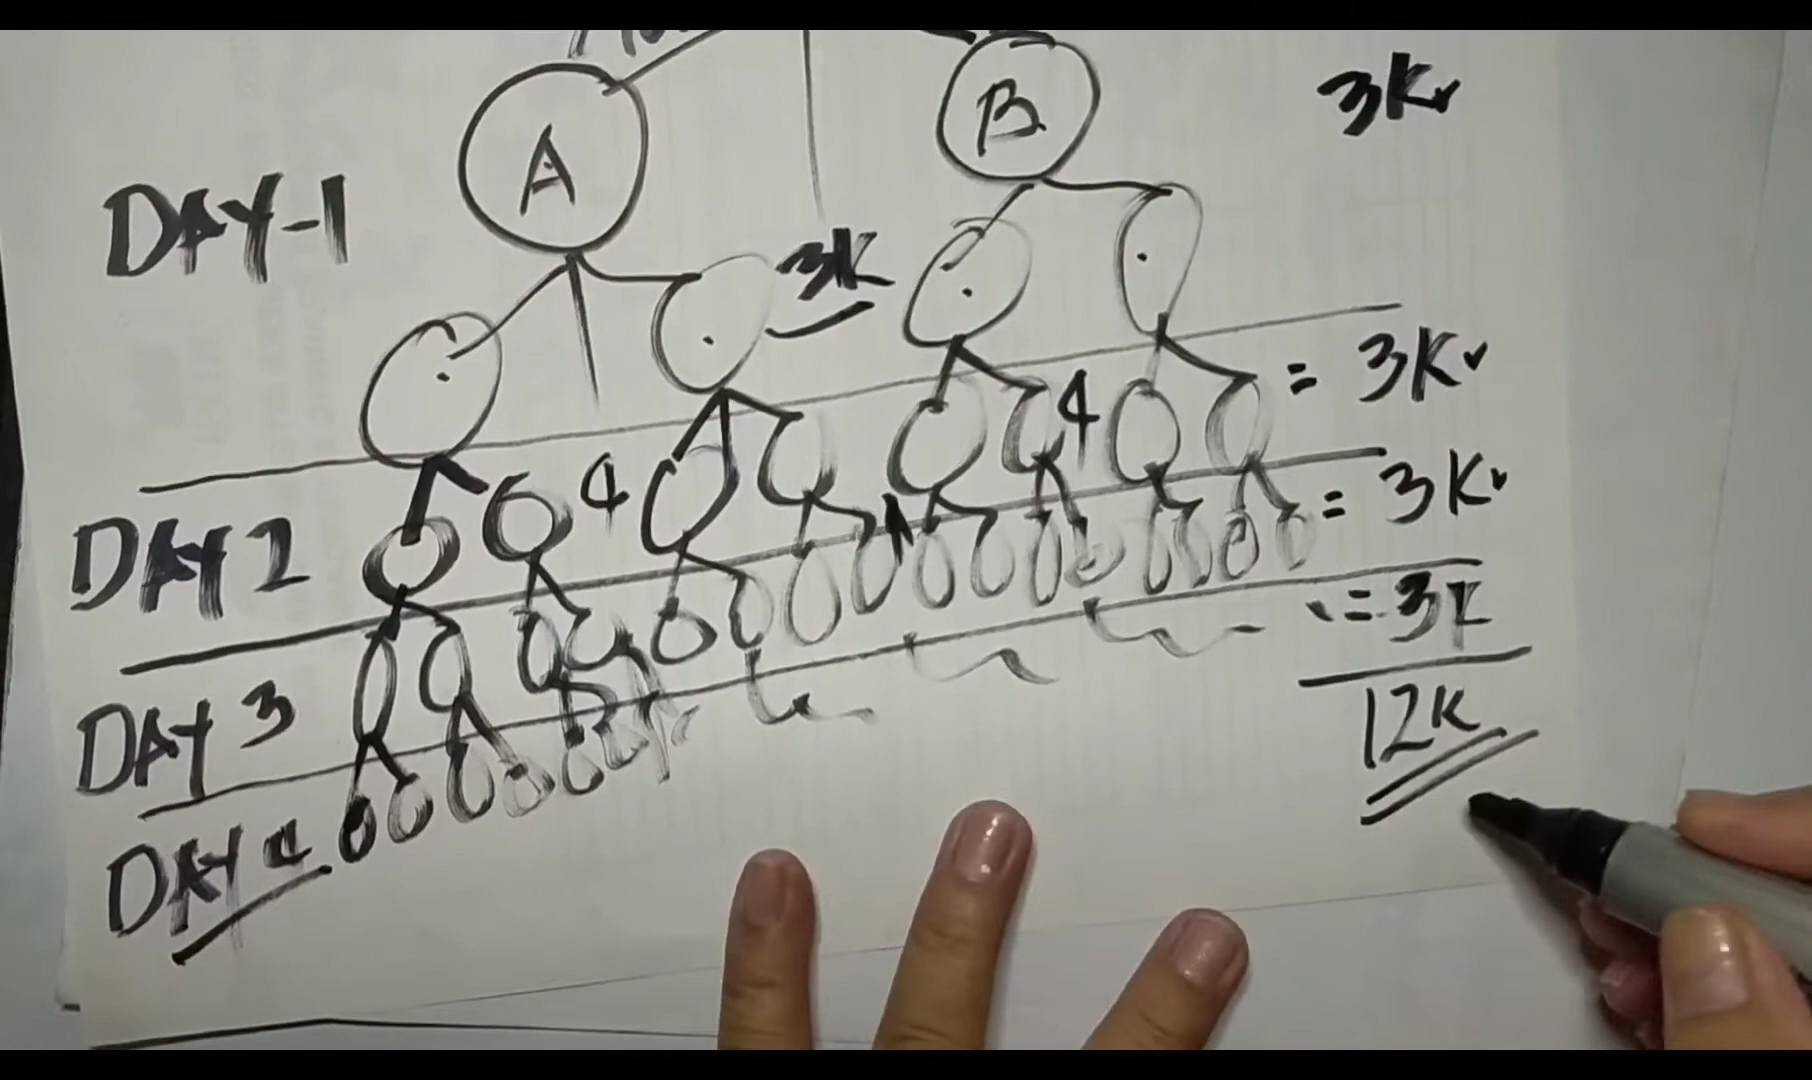 3K
A
B
DAY-1
3K
= 3K
4
4
= 3K
DAY 2
= 3K
DAY 3
12K
DAY 4